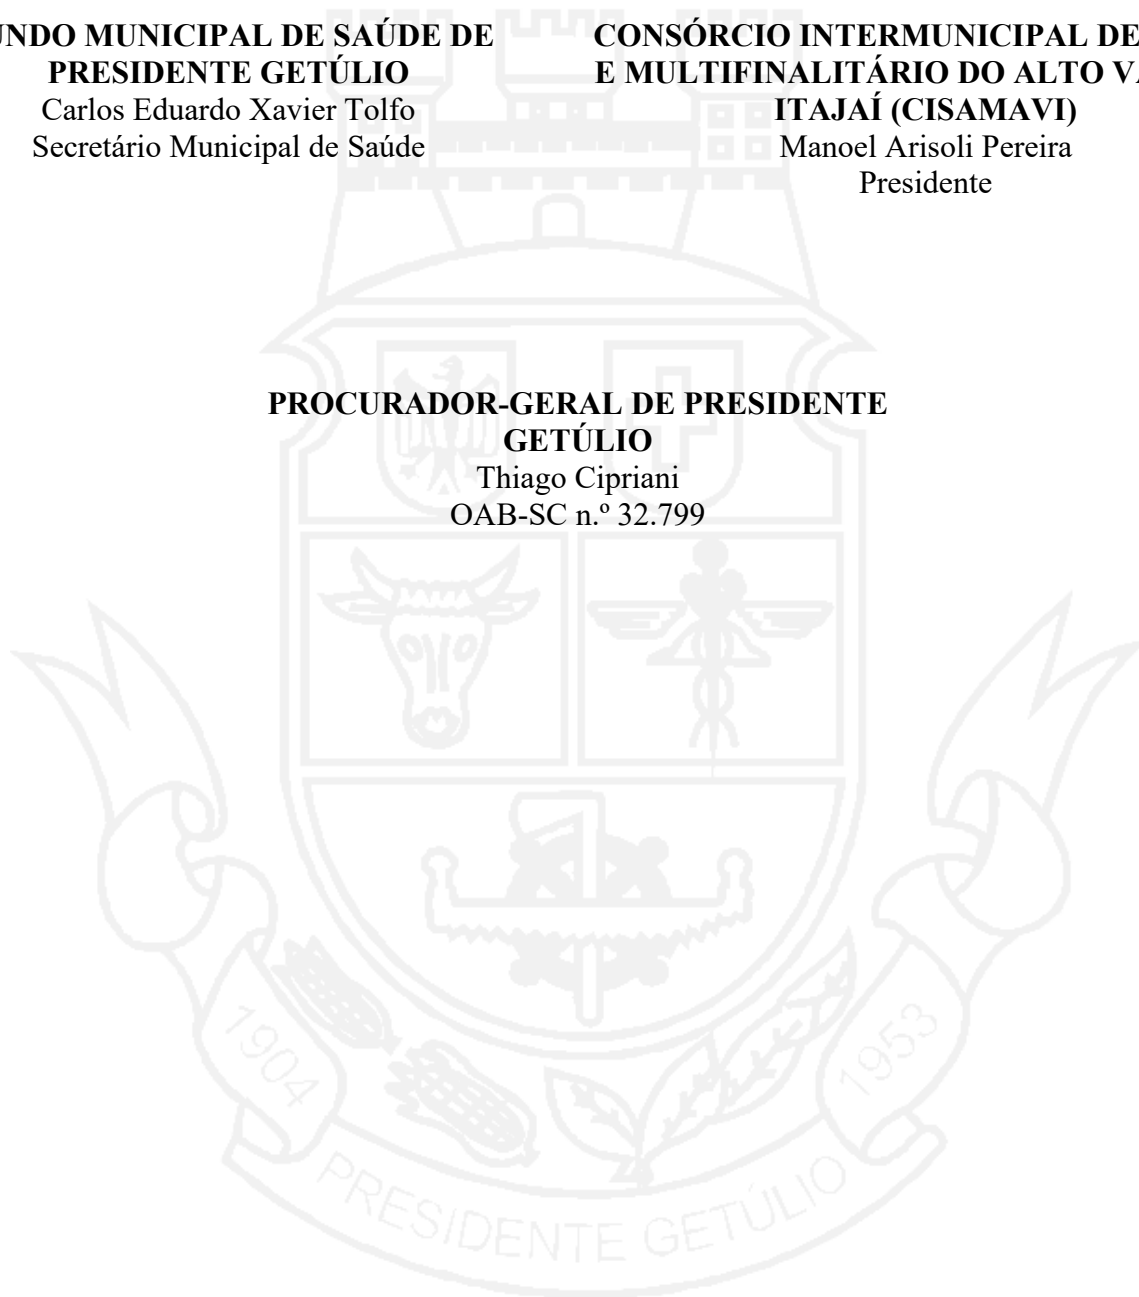 UNDO MUNICIPAL DE SAÚDE DE
PRESIDENTE GETÚLIO
Carlos Eduardo Xavier Tolfo
Secretário Municipal de Saúde
CONSÓRCIO INTERMUNICIPAL DE
E MULTIFINALITÁRIO DO ALTO VA
ITAJAÍ (CISAMAVI)
Manoel Arisoli Pereira
Presidente
PROCURADOR-GERAL DE PRESIDENTE
GETÚLIO
Thiago Cipriani
OAB-SC n.º 32.799
1904
1953
PRESIDENTE GETÚLIO